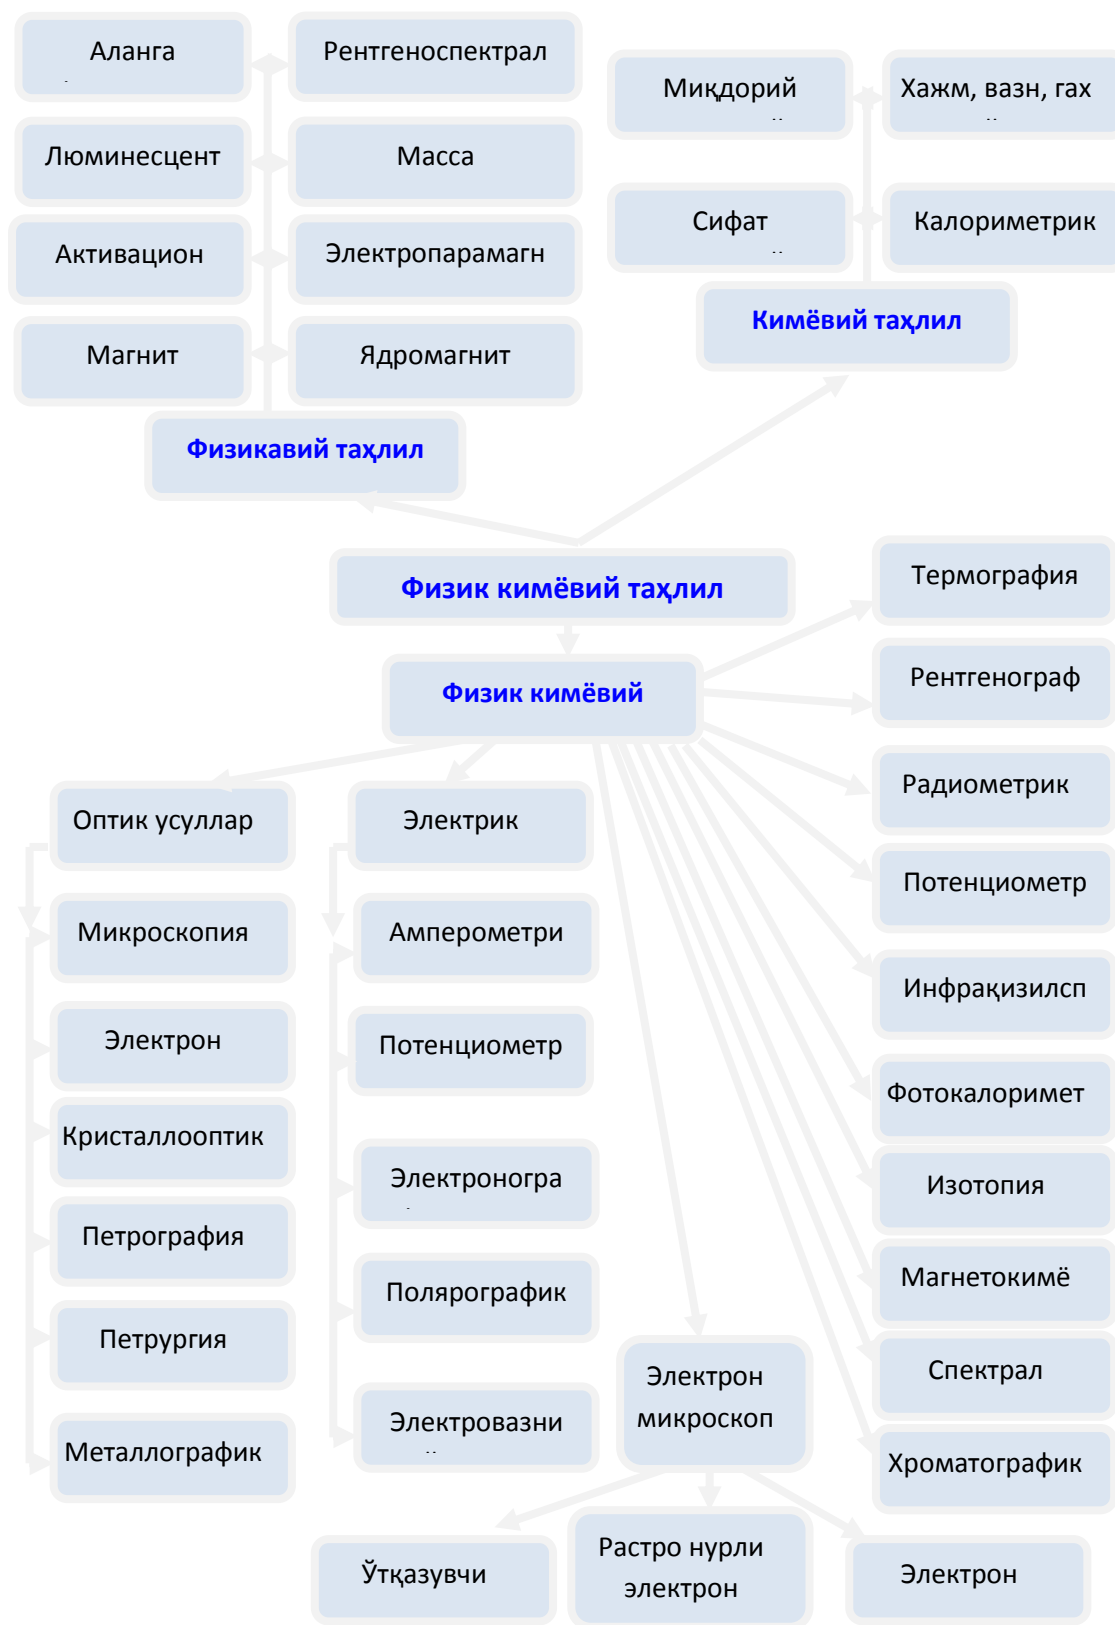 Аланга
Рентгеноспектрал
Люминесцент
Масса
Активацион
Электропарамагн
Магнит
Ядромагнит
Физикавий таҳлил
Миқдорий
Хажм, вазн, гах
Сифат
Калориметрик
Кимёвий таҳлил
Физик кимёвий таҳлил
Физик кимёвий
Термография
Рентгенограф
Радиометрик
Потенциометр
Инфрақизилсп
Фотокалоримет
Изотопия
Магнетокимё
Спектрал
Хроматографик
Оптик усуллар
Микроскопия
Электрон
Кристаллооптик
Петрография
Петрургия
Металлографик
Электрик
Амперометри
Потенциометр
Электроногра
Полярографик
Электровазни
Электрон
микроскоп
Ўтқазувчи
Растро нурли
электрон
Электрон